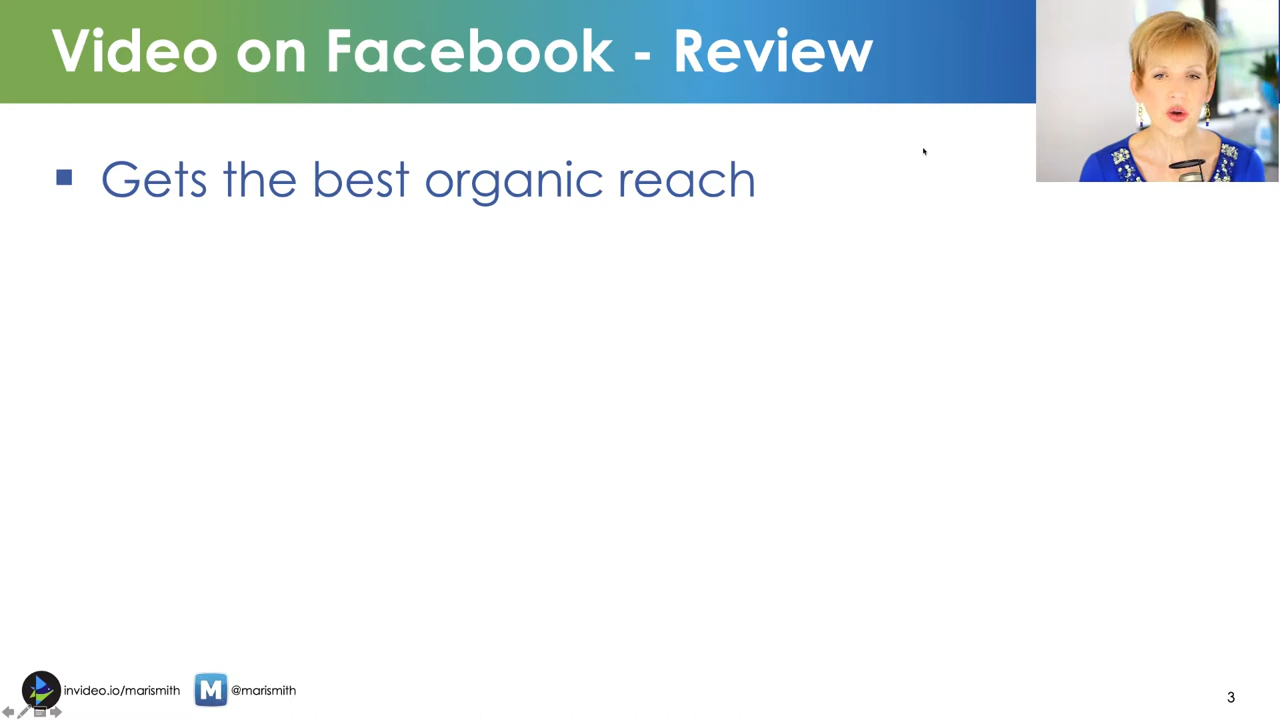 Video on Facebook - Review
▪ Gets the best organic reach
invideo.io/marismith
M @marismith
3